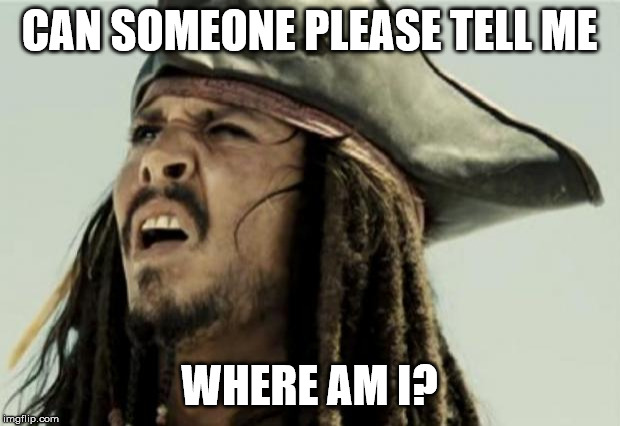 CAN SOMEONE PLEASE TELL ME
WHERE AM I?
imgflip.com